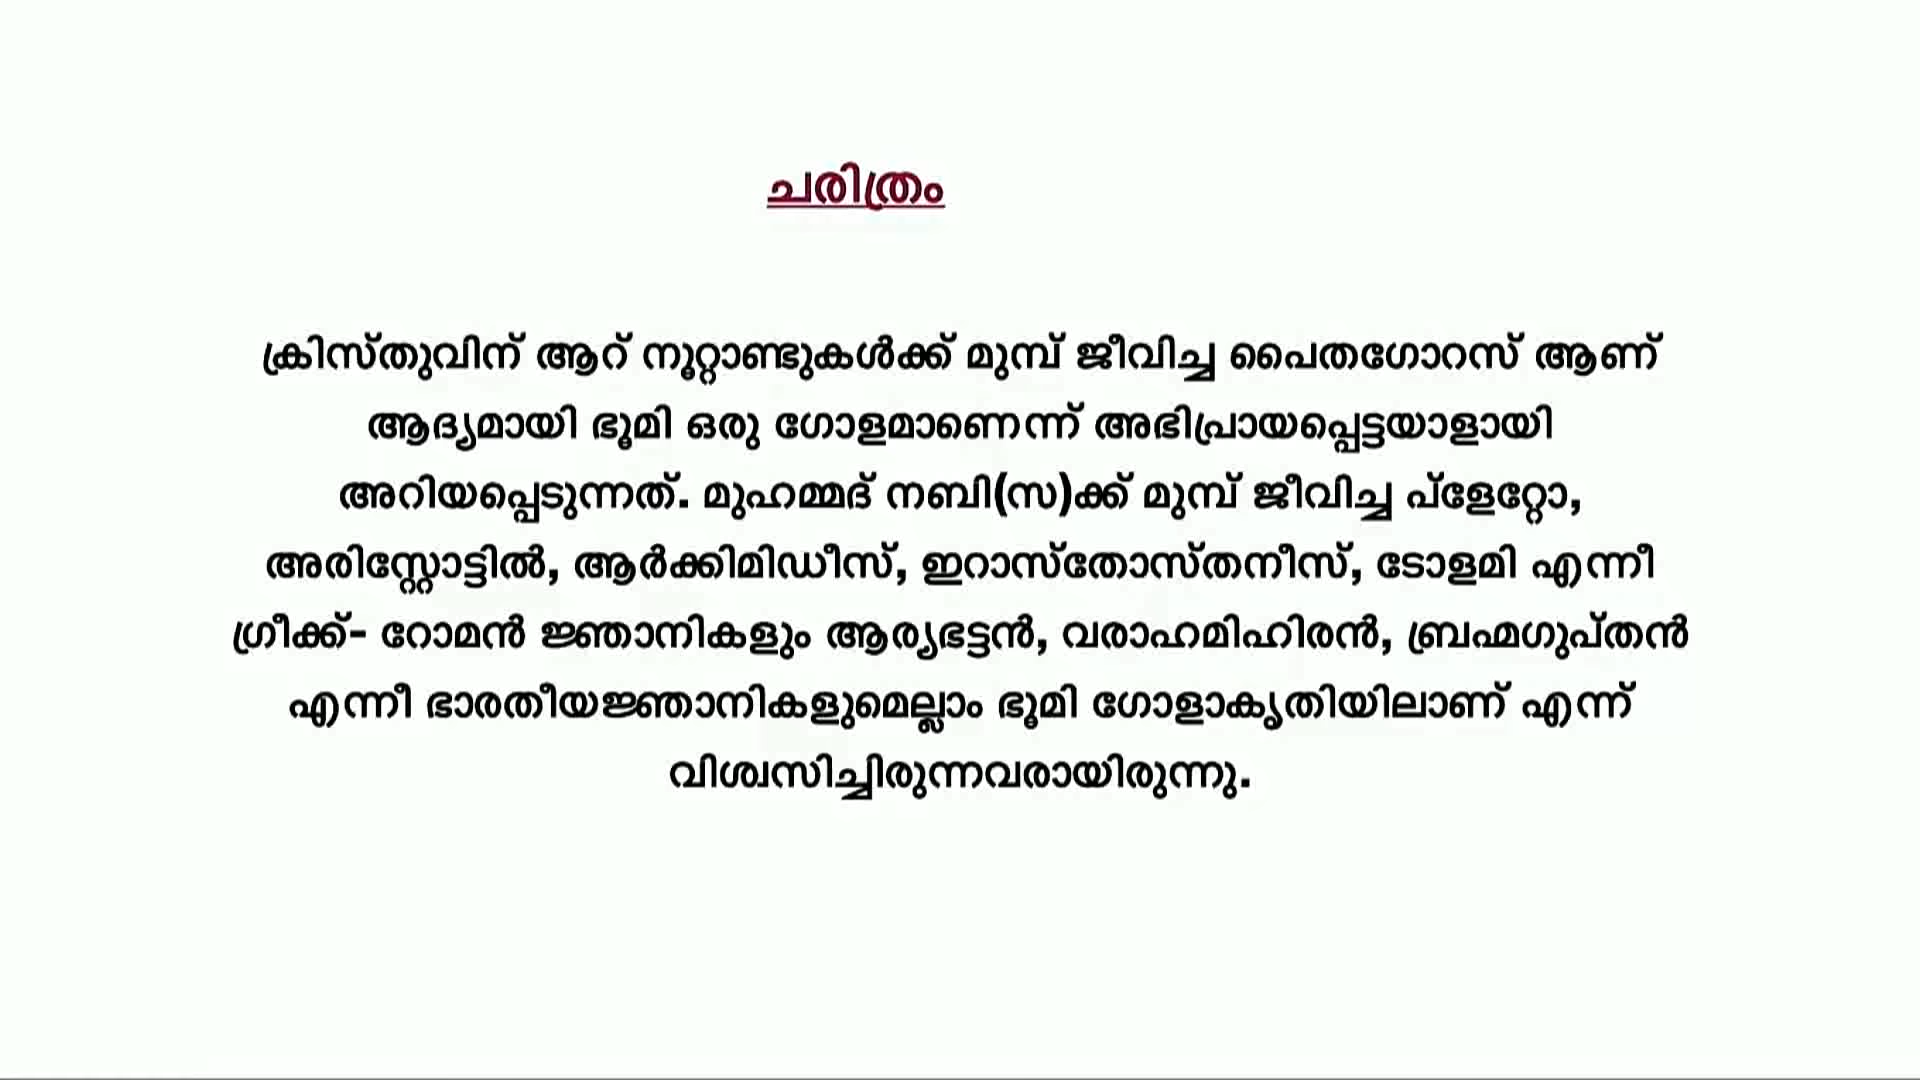 ചരിത്രം
ക്രിസ്തുവിന് ആറ് നൂറ്റാണ്ടുകൾക്ക് മുമ്പ് ജീവിച്ച പൈതഗോറസ് ആണ്
ആദ്യമായി ഭൂമി ഒരു ഗോളമാണെന്ന് അഭിപ്രായപ്പെട്ടയാളായി
അറിയപ്പെടുന്നത്. മുഹമ്മദ് നബി(സ)ക്ക് മുമ്പ് ജീവിച്ച പ്ളേറ്റോ,
അരിസ്റ്റോട്ടിൽ, ആർക്കിമിഡീസ്, ഇറാസ്തോസ്തനീസ്, ടോളമി എന്നീ
ഗ്രീക്ക്- റോമൻ ജ്ഞാനികളും ആര്യഭട്ടൻ, വരാഹമിഹിരൻ, ബ്രഹ്മഗുപ്തൻ
എന്നീ ഭാരതീയജ്ഞാനികളുമെല്ലാം ഭൂമി ഗോളാകൃതിയിലാണ് എന്ന്
വിശ്വസിച്ചിരുന്നവരായിരുന്നു.